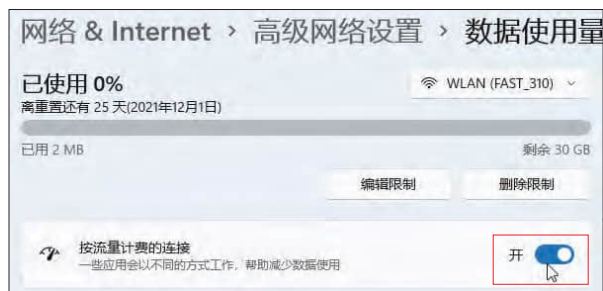 网络 & Internet › 高级网络设置 › 数据使用量
已使用 0%
WLAN (FAST_310)
离重置还有 25 天(2021年12月1日)
已用 2 MB
剩余 30 GB
编辑限制
删除限制
按流量计费的连接
一些应用会以不同的方式工作，帮助减少数据使用
开